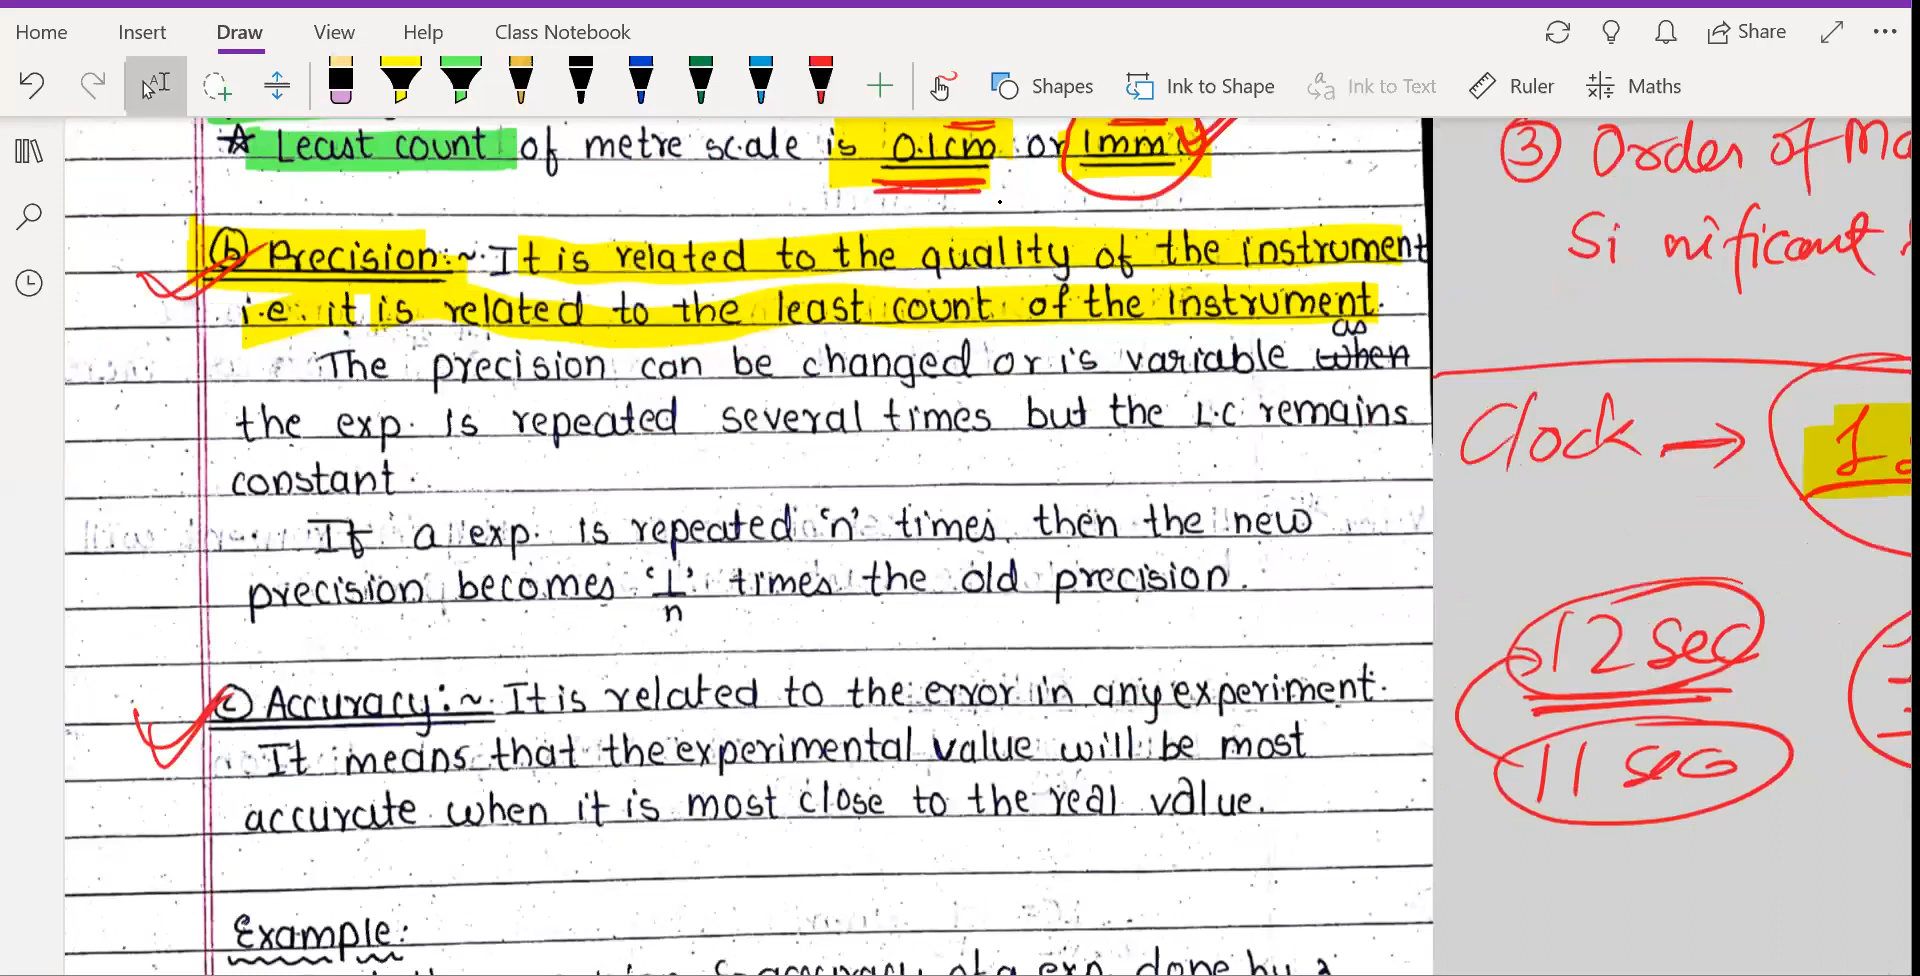 Home Insert Draw View Help Class Notebook Share
Shapes Ink to Shape Ink to Text Ruler Maths
☆ Least count of metre scale is 0.1cm or 1mm
(b) Precision:~ It is related to the quality of the instrument
i.e. it is related to the least count of the instrument.
as
The precision can be changed or is variable when
the exp. is repeated several times but the L.C remains
constant.
If a exp. is repeated 'n' times then the new
precision becomes '1/n' times the old precision.
(c) Accuracy:~ It is related to the error in any experiment.
It means that the experimental value will be most
accurate when it is most close to the real value.
Example:
③ Order of Ma
Si nificant
Clock → 1
12 sec
11 sec